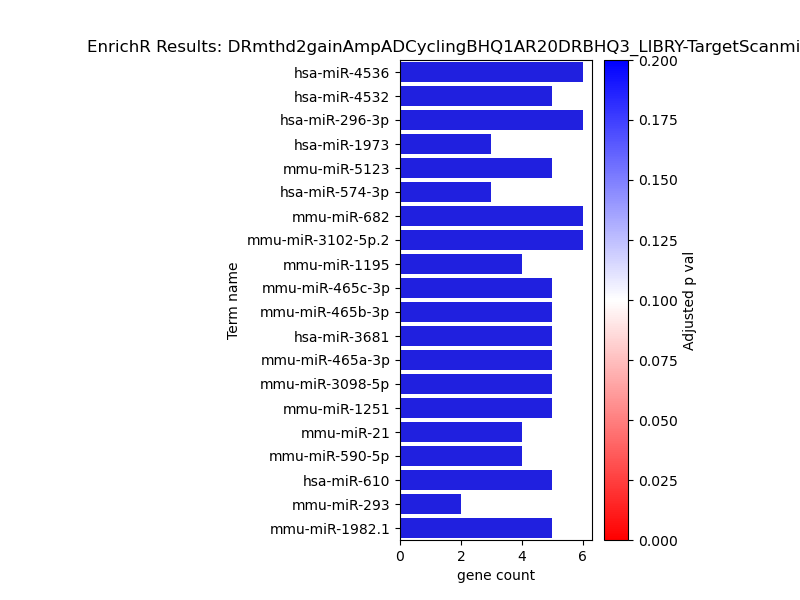 EnrichR Results: DRmthd2gainAmpADCyclingBHQ1AR20DRBHQ3_LIBRY-TargetScanmi
hsa-miR-4536
hsa-miR-4532
hsa-miR-296-3p
hsa-miR-1973
mmu-miR-5123
hsa-miR-574-3p
mmu-miR-682
mmu-miR-3102-5p.2
mmu-miR-1195
mmu-miR-465c-3p
mmu-miR-465b-3p
hsa-miR-3681
mmu-miR-465a-3p
mmu-miR-3098-5p
mmu-miR-1251
mmu-miR-21
mmu-miR-590-5p
hsa-miR-610
mmu-miR-293
mmu-miR-1982.1
Term name
0 2 4 6
gene count
0.200
0.175
0.150
0.125
0.100
0.075
0.050
0.025
0.000
Adjusted p val